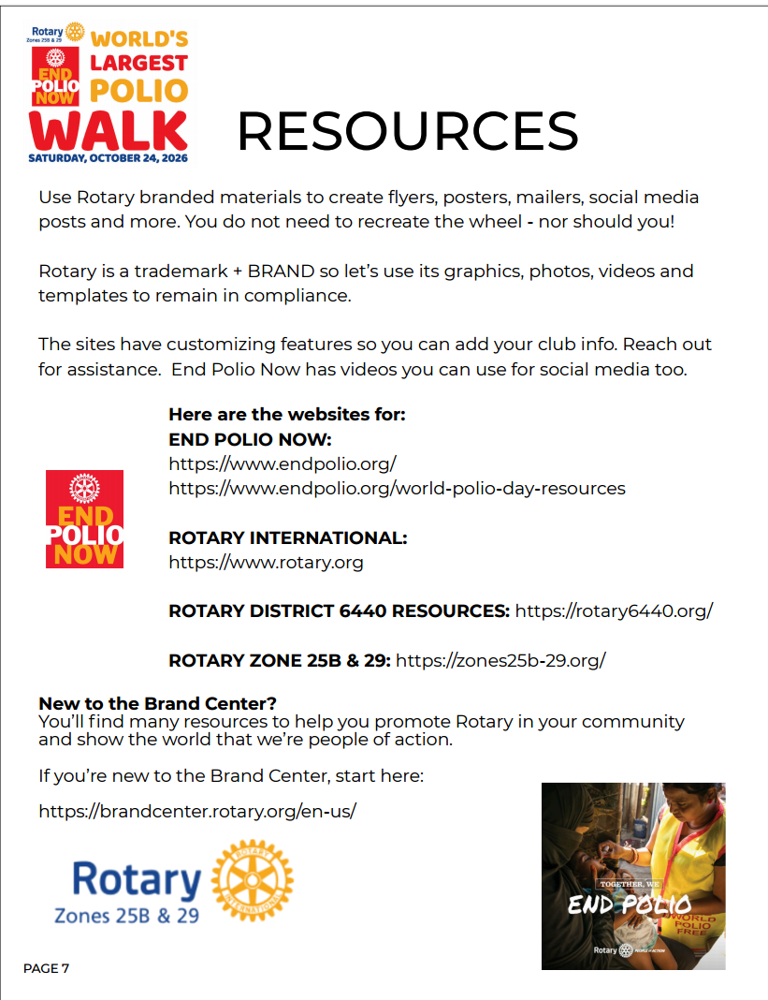 Rotary
Zones 25B & 29
WORLD'S
LARGEST
POLIO
END
POLIO
NOW
WALK
SATURDAY, OCTOBER 24, 2026
RESOURCES
Use Rotary branded materials to create flyers, posters, mailers, social media
posts and more. You do not need to recreate the wheel - nor should you!
Rotary is a trademark + BRAND so let’s use its graphics, photos, videos and
templates to remain in compliance.
The sites have customizing features so you can add your club info. Reach out
for assistance.  End Polio Now has videos you can use for social media too.
Here are the websites for:
END POLIO NOW:
https://www.endpolio.org/
https://www.endpolio.org/world-polio-day-resources
END
POLIO
NOW
ROTARY INTERNATIONAL:
https://www.rotary.org
ROTARY DISTRICT 6440 RESOURCES: https://rotary6440.org/
ROTARY ZONE 25B & 29: https://zones25b-29.org/
New to the Brand Center?
You’ll find many resources to help you promote Rotary in your community
and show the world that we’re people of action.
If you’re new to the Brand Center, start here:
https://brandcenter.rotary.org/en-us/
Rotary
Zones 25B & 29
ROTARY
INTERNATIONAL
TOGETHER, WE
END POLIO
WORLD
POLIO
FREE
Rotary
PEOPLE OF ACTION
PAGE 7